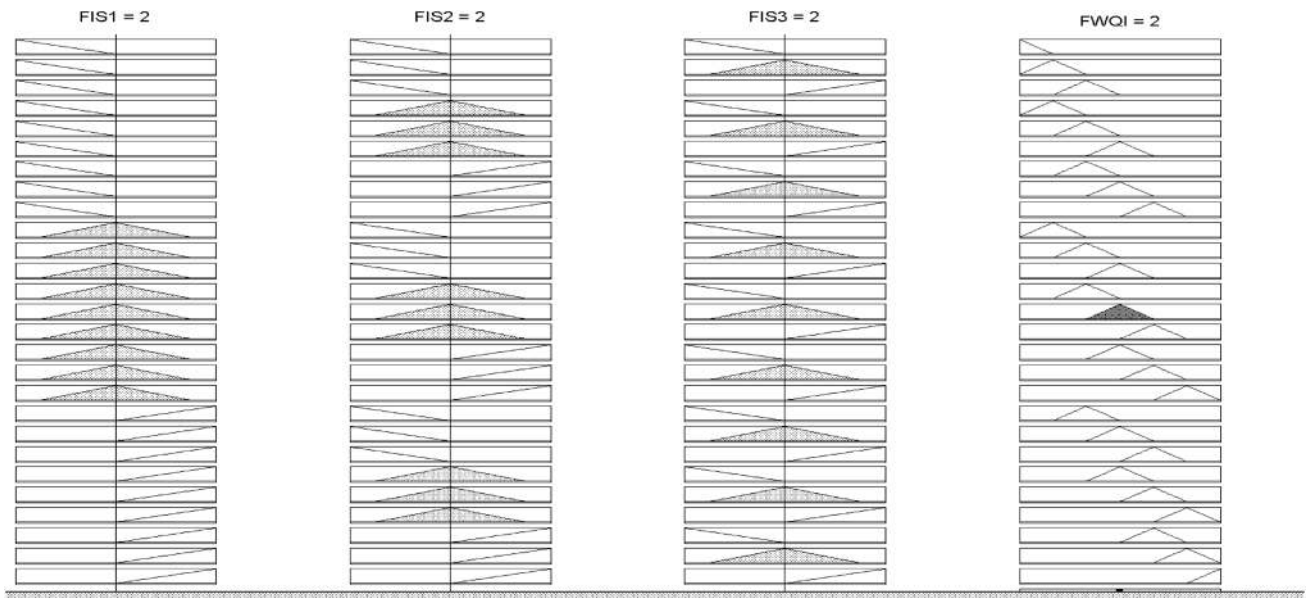 FIS1 = 2
FIS2 = 2
FIS3 = 2
FWQI = 2